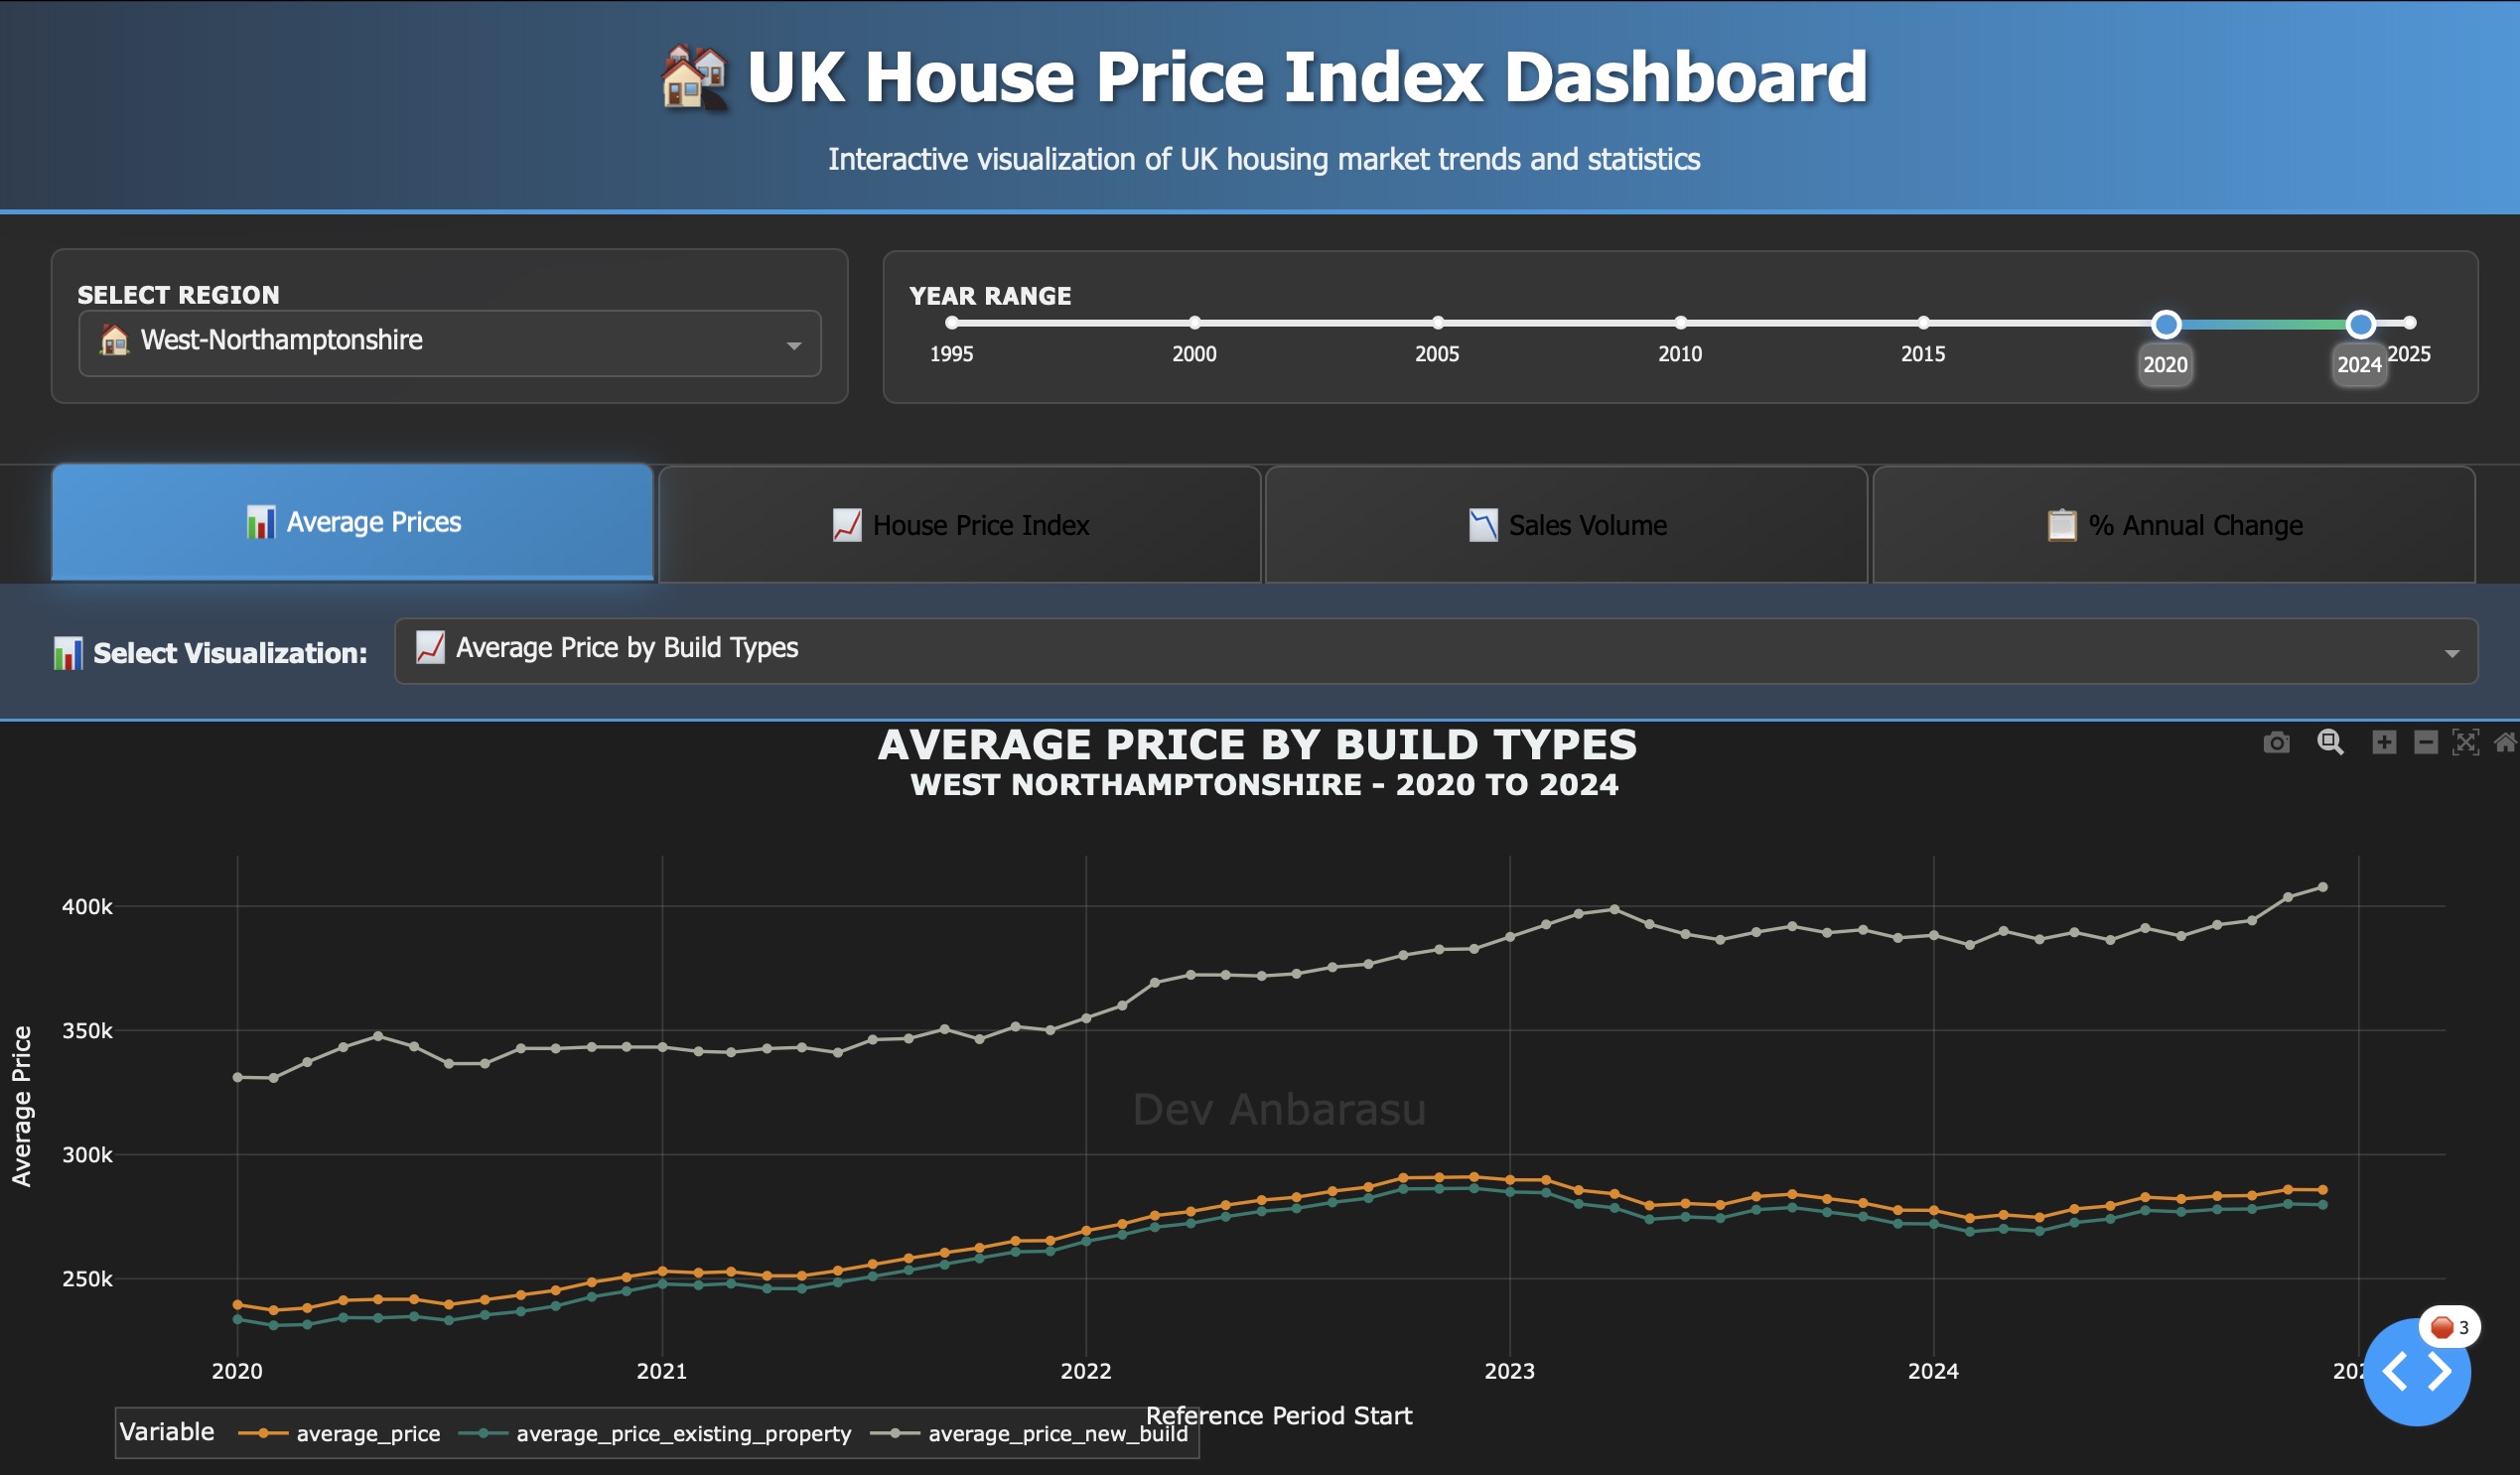 UK House Price Index Dashboard
Interactive visualization of UK housing market trends and statistics
SELECT REGION
West-Northamptonshire
YEAR RANGE
1995 2000 2005 2010 2015 2020 2024 2025
Average Prices
House Price Index
Sales Volume
% Annual Change
Select Visualization:
Average Price by Build Types
AVERAGE PRICE BY BUILD TYPES
WEST NORTHAMPTONSHIRE - 2020 TO 2024
Average Price
400k
350k
300k
250k
Dev Anbarasu
2020 2021 2022 2023 2024
3
Reference Period Start
Variable average_price average_price_existing_property average_price_new_build